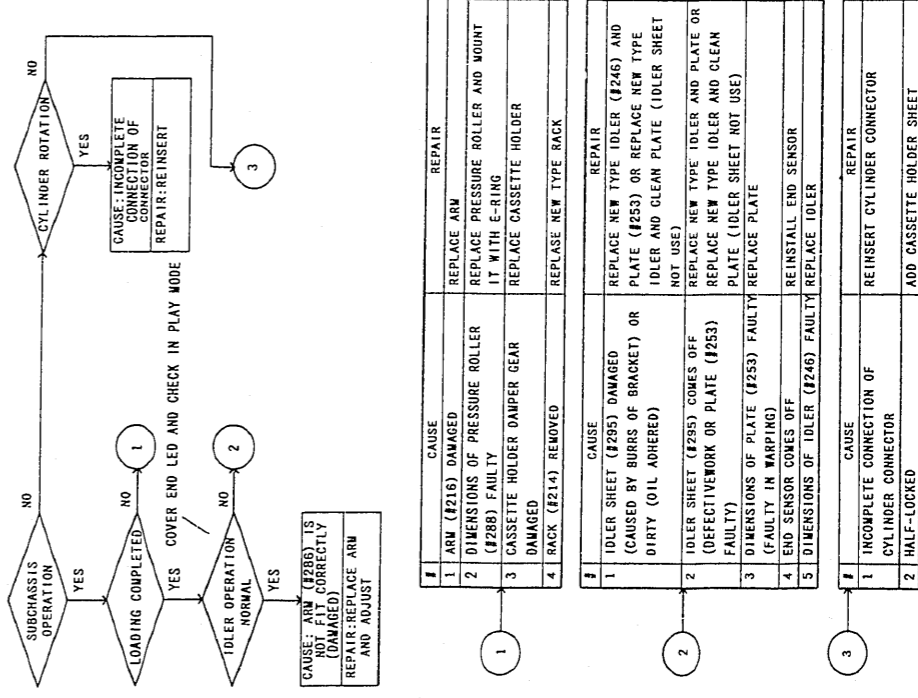 SUBCHASSIS
OPERATION
NO
YES
CYLINDER ROTATION
NO
YES
CAUSE:INCOMPLETE
CONNECTION OF
CONNECTOR
REPAIR:REINSERT
3
LOADING COMPLETED
NO
1
YES
COVER END LED AND CHECK IN PLAY MODE
IDLER OPERATION
NORMAL
NO
2
YES
CAUSE: ARM (#286) IS
NOT FIT CORRECTLY
(DAMAGED)
REPAIR:REPLACE ARM
AND ADJUST
1
# CAUSE REPAIR
1 ARM (#216) DAMAGED REPLACE ARM
2 DIMENSIONS OF PRESSURE ROLLER REPLACE PRESSURE ROLLER AND MOUNT
(#288) FAULTY IT WITH E-RING
3 CASSETTE HOLDER DAMPER GEAR REPLACE CASSETTE HOLDER
DAMAGED
4 RACK (#214) REMOVED REPLASE NEW TYPE RACK
2
# CAUSE REPAIR
1 IDLER SHEET (#295) DAMAGED REPLACE NEW TYPE IDLER (#246) AND
(CAUSED BY BURRS OF BRACKET) OR PLATE (#253) OR REPLACE NEW TYPE
DIRTY (OIL ADHERED) IDLER AND CLEAN PLATE (IDLER SHEET
NOT USE)
2 IDLER SHEET (#295) COMES OFF REPLACE NEW TYPE IDLER AND PLATE OR
(DEFECTIVEWORK OR PLATE (#253) REPLACE NEW TYPE IDLER AND CLEAN
FAULTY) PLATE (IDLER SHEET NOT USE)
3 DIMENSIONS OF PLATE (#253) FAULTY REPLACE PLATE
(FAULTY IN WARPING)
4 END SENSOR COMES OFF REINSTALL END SENSOR
5 DIMENSIONS OF IDLER (#246) FAULTY REPLACE IDLER
3
# CAUSE REPAIR
1 INCOMPLETE CONNECTION OF REINSERT CYLINDER CONNECTOR
CYLINDER CONNECTOR
2 HALF-LOCKED ADD CASSETTE HOLDER SHEET